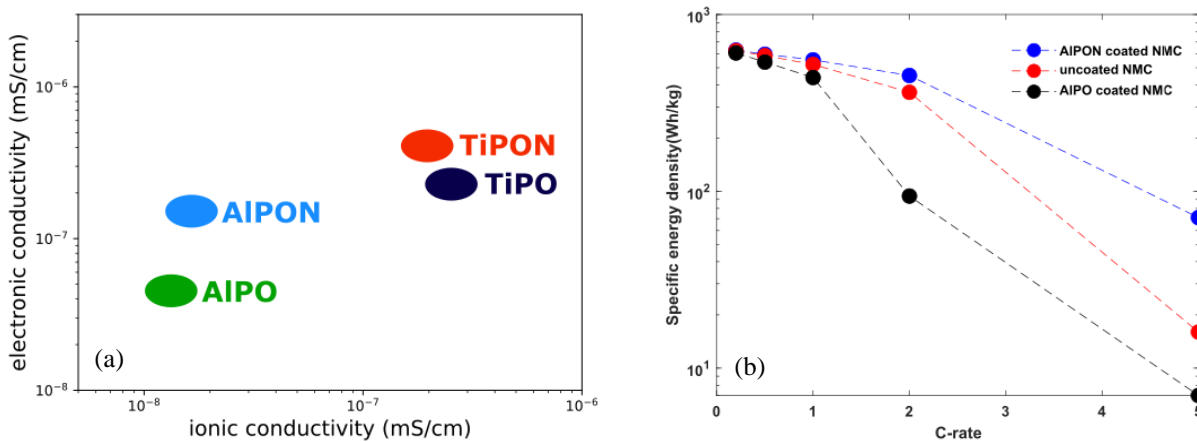 electronic conductivity (mS/cm)
10⁻⁶
10⁻⁷
10⁻⁸
TiPON
TiPO
AlPON
AlPO
(a)
10⁻⁸
10⁻⁷
10⁻⁶
ionic conductivity (mS/cm)
Specific energy density(Wh/kg)
10³
10²
10¹
AlPON coated NMC
uncoated NMC
AlPO coated NMC
(b)
0
1
2
3
4
5
C-rate